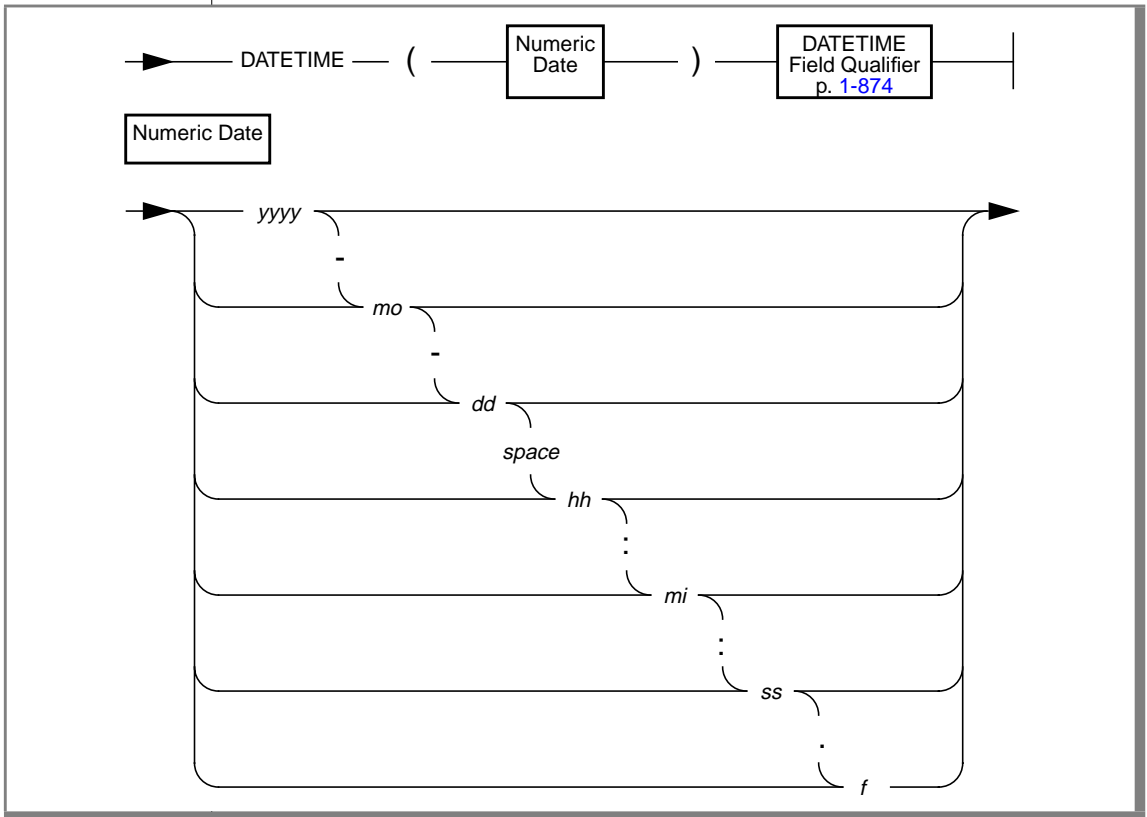 DATETIME ( Numeric Date ) DATETIME Field Qualifier p. 1-874
Numeric Date
yyyy
-
mo
-
dd
space
hh
:
mi
:
ss
.
f